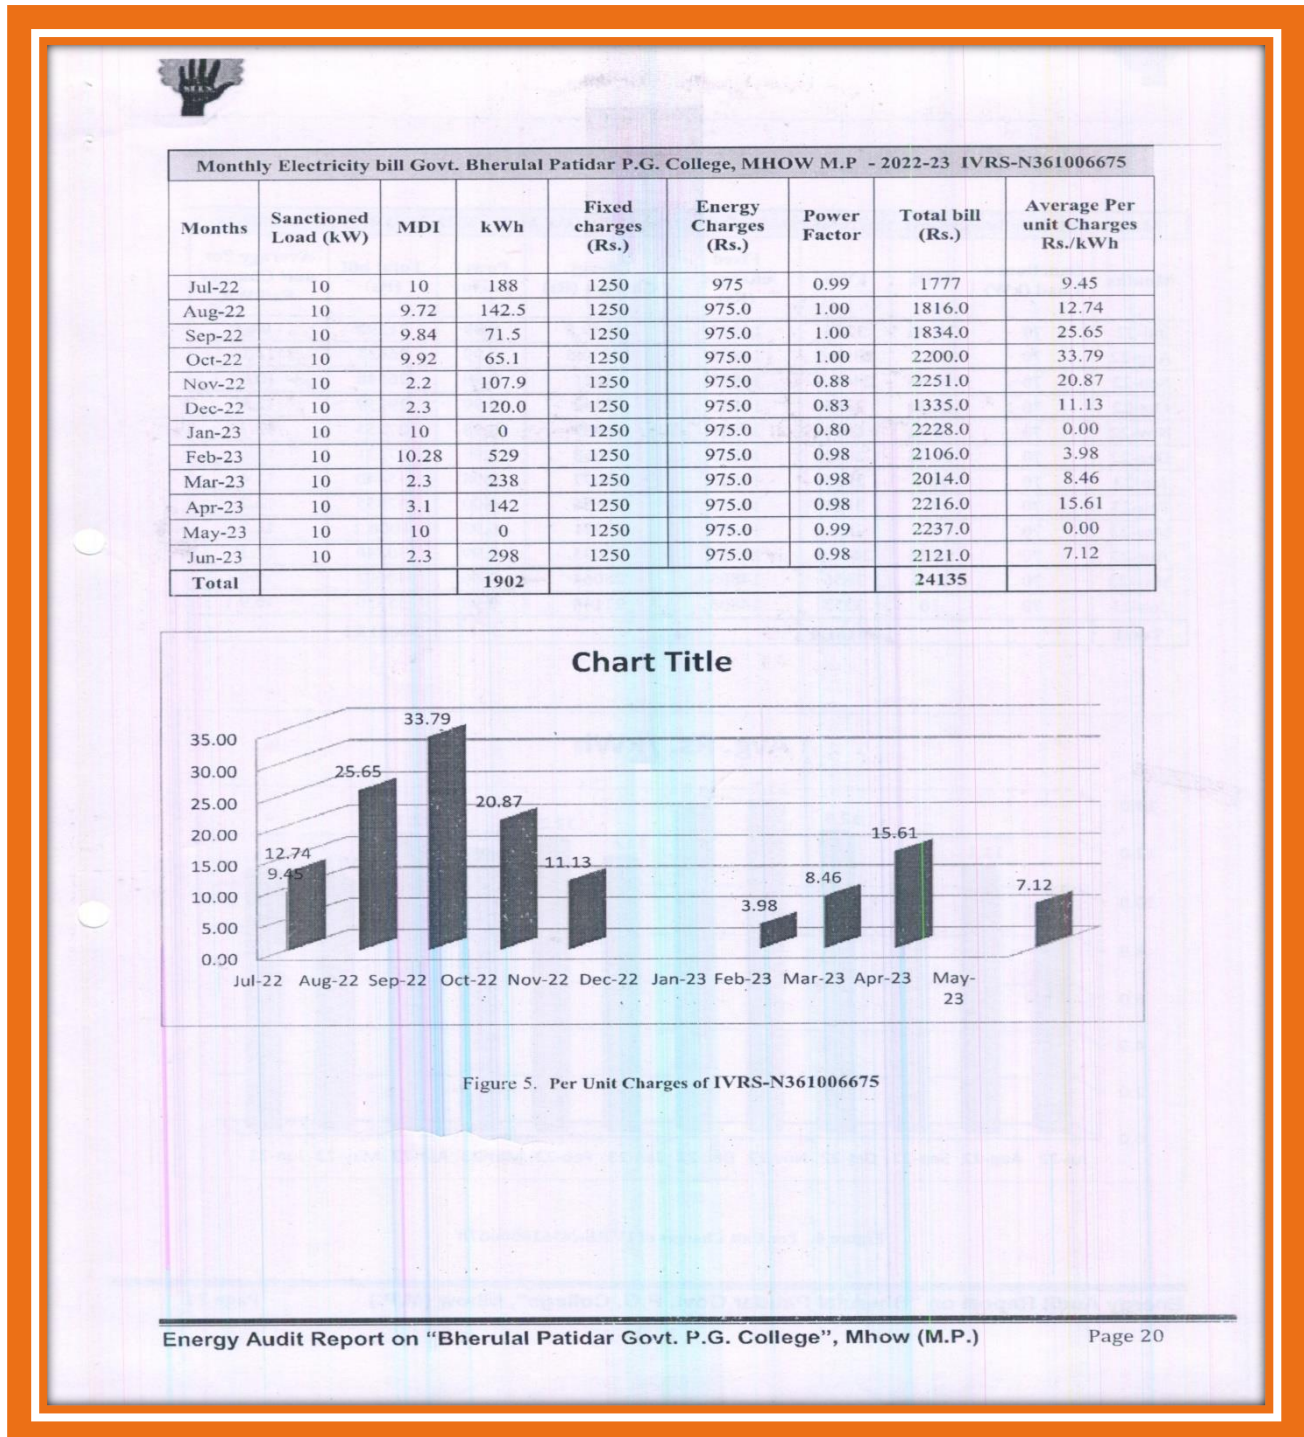 Monthly Electricity bill Govt. Bherulal Patidar P.G. College, MHOW M.P - 2022-23 IVRS-N361006675
Months Sanctioned Load (kW) MDI kWh Fixed charges (Rs.) Energy Charges (Rs.) Power Factor Total bill (Rs.) Average Per unit Charges Rs./kWh
Jul-22 10 10 188 1250 975 0.99 1777 9.45
Aug-22 10 9.72 142.5 1250 975.0 1.00 1816.0 12.74
Sep-22 10 9.84 71.5 1250 975.0 1.00 1834.0 25.65
Oct-22 10 9.92 65.1 1250 975.0 1.00 2200.0 33.79
Nov-22 10 2.2 107.9 1250 975.0 0.88 2251.0 20.87
Dec-22 10 2.3 120.0 1250 975.0 0.83 1335.0 11.13
Jan-23 10 10 0 1250 975.0 0.80 2228.0 0.00
Feb-23 10 10.28 529 1250 975.0 0.98 2106.0 3.98
Mar-23 10 2.3 238 1250 975.0 0.98 2014.0 8.46
Apr-23 10 3.1 142 1250 975.0 0.98 2216.0 15.61
May-23 10 10 0 1250 975.0 0.99 2237.0 0.00
Jun-23 10 2.3 298 1250 975.0 0.98 2121.0 7.12
Total 1902 24135
Chart Title
33.79
35.00
30.00 25.65
25.00 20.87
20.00 15.61
15.00 12.74 11.13
9.45 8.46 7.12
10.00 3.98
5.00
0.00
Jul-22 Aug-22 Sep-22 Oct-22 Nov-22 Dec-22 Jan-23 Feb-23 Mar-23 Apr-23 May-
23
Figure 5. Per Unit Charges of IVRS-N361006675
Energy Audit Report on “Bherulal Patidar Govt. P.G. College”, Mhow (M.P.) Page 20